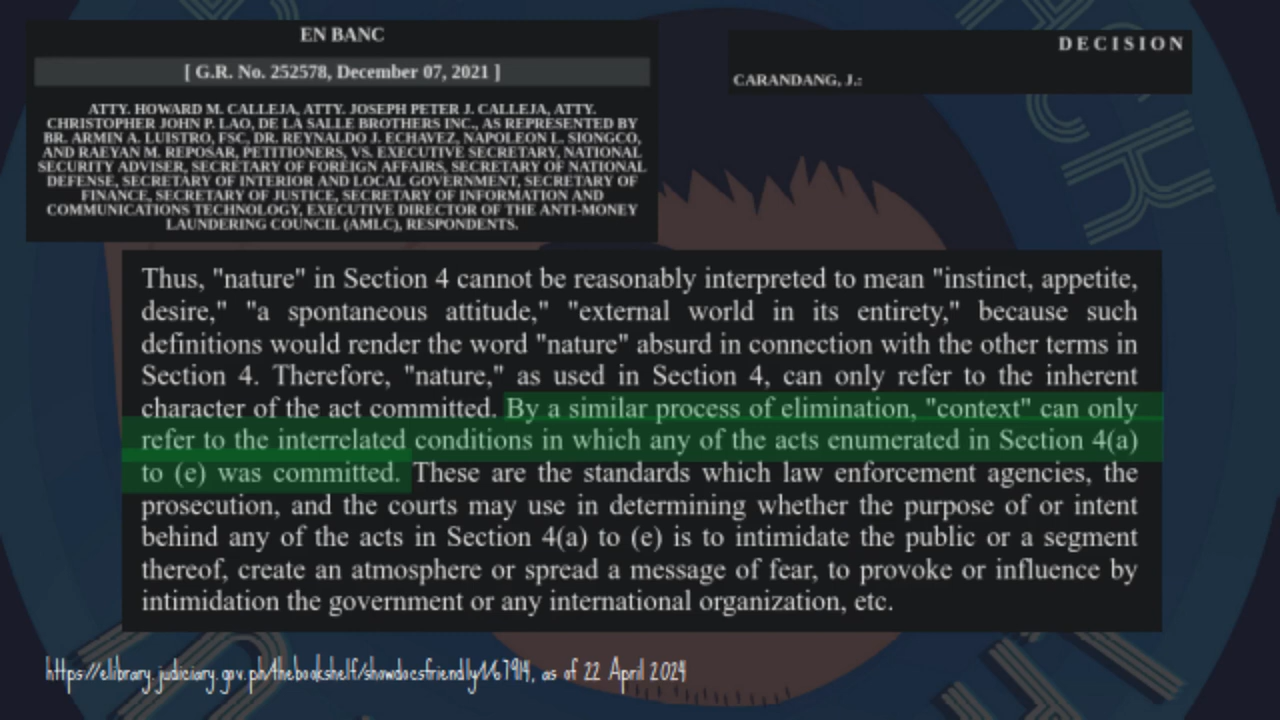 EN BANC
[ G.R. No. 252578, December 07, 2021 ]
ATTY. HOWARD M. CALLEJA, ATTY. JOSEPH PETER J. CALLEJA, ATTY.
CHRISTOPHER JOHN P. LAO, DE LA SALLE BROTHERS INC., AS REPRESENTED BY
BR. ARMIN A. LUISTRO, FSC, DR. REYNALDO J. ECHAVEZ, NAPOLEON L. SIONGCO,
AND RAEYAN M. REPOSAR, PETITIONERS, VS. EXECUTIVE SECRETARY, NATIONAL
SECURITY ADVISER, SECRETARY OF FOREIGN AFFAIRS, SECRETARY OF NATIONAL
DEFENSE, SECRETARY OF INTERIOR AND LOCAL GOVERNMENT, SECRETARY OF
FINANCE, SECRETARY OF JUSTICE, SECRETARY OF INFORMATION AND
COMMUNICATIONS TECHNOLOGY, EXECUTIVE DIRECTOR OF THE ANTI-MONEY
LAUNDERING COUNCIL (AMLC), RESPONDENTS.
DECISION
CARANDANG, J.:
Thus, "nature" in Section 4 cannot be reasonably interpreted to mean "instinct, appetite,
desire," "a spontaneous attitude," "external world in its entirety," because such
definitions would render the word "nature" absurd in connection with the other terms in
Section 4. Therefore, "nature," as used in Section 4, can only refer to the inherent
character of the act committed. By a similar process of elimination, "context" can only
refer to the interrelated conditions in which any of the acts enumerated in Section 4(a)
to (e) was committed. These are the standards which law enforcement agencies, the
prosecution, and the courts may use in determining whether the purpose of or intent
behind any of the acts in Section 4(a) to (e) is to intimidate the public or a segment
thereof, create an atmosphere or spread a message of fear, to provoke or influence by
intimidation the government or any international organization, etc.
as of 22 April 2024